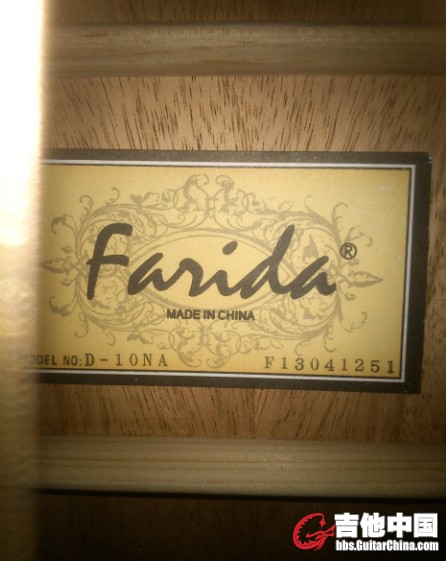 Farida®
MADE IN CHINA
MODEL NO: D-10NA F13041251
吉他中国
bbs.GuitarChina.com